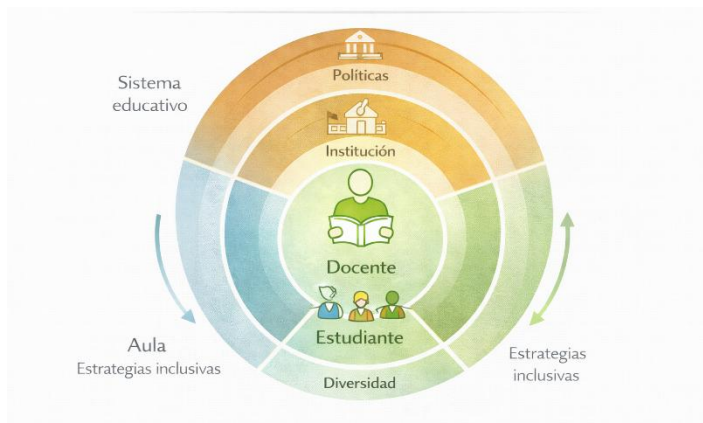 Políticas
Sistema
educativo
Institución
Docente
Estudiante
Aula
Estrategias inclusivas
Estrategias
inclusivas
Diversidad